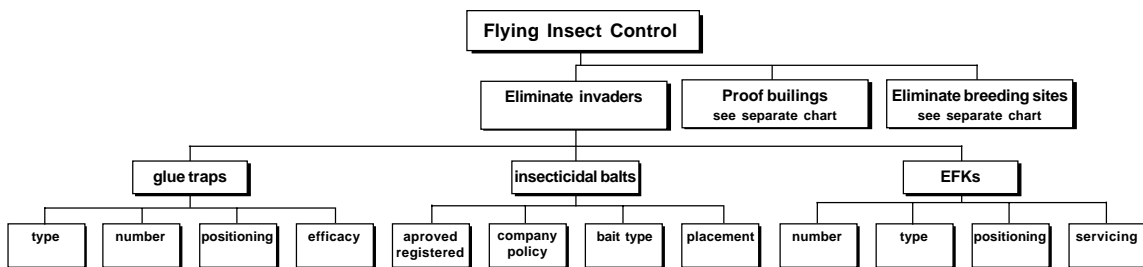 Flying Insect Control
Eliminate invaders
Proof builings
see separate chart
Eliminate breeding sites
see separate chart
glue traps
insecticidal balts
EFKs
type
number
positioning
efficacy
aproved
registered
company
policy
bait type
placement
number
type
positioning
servicing